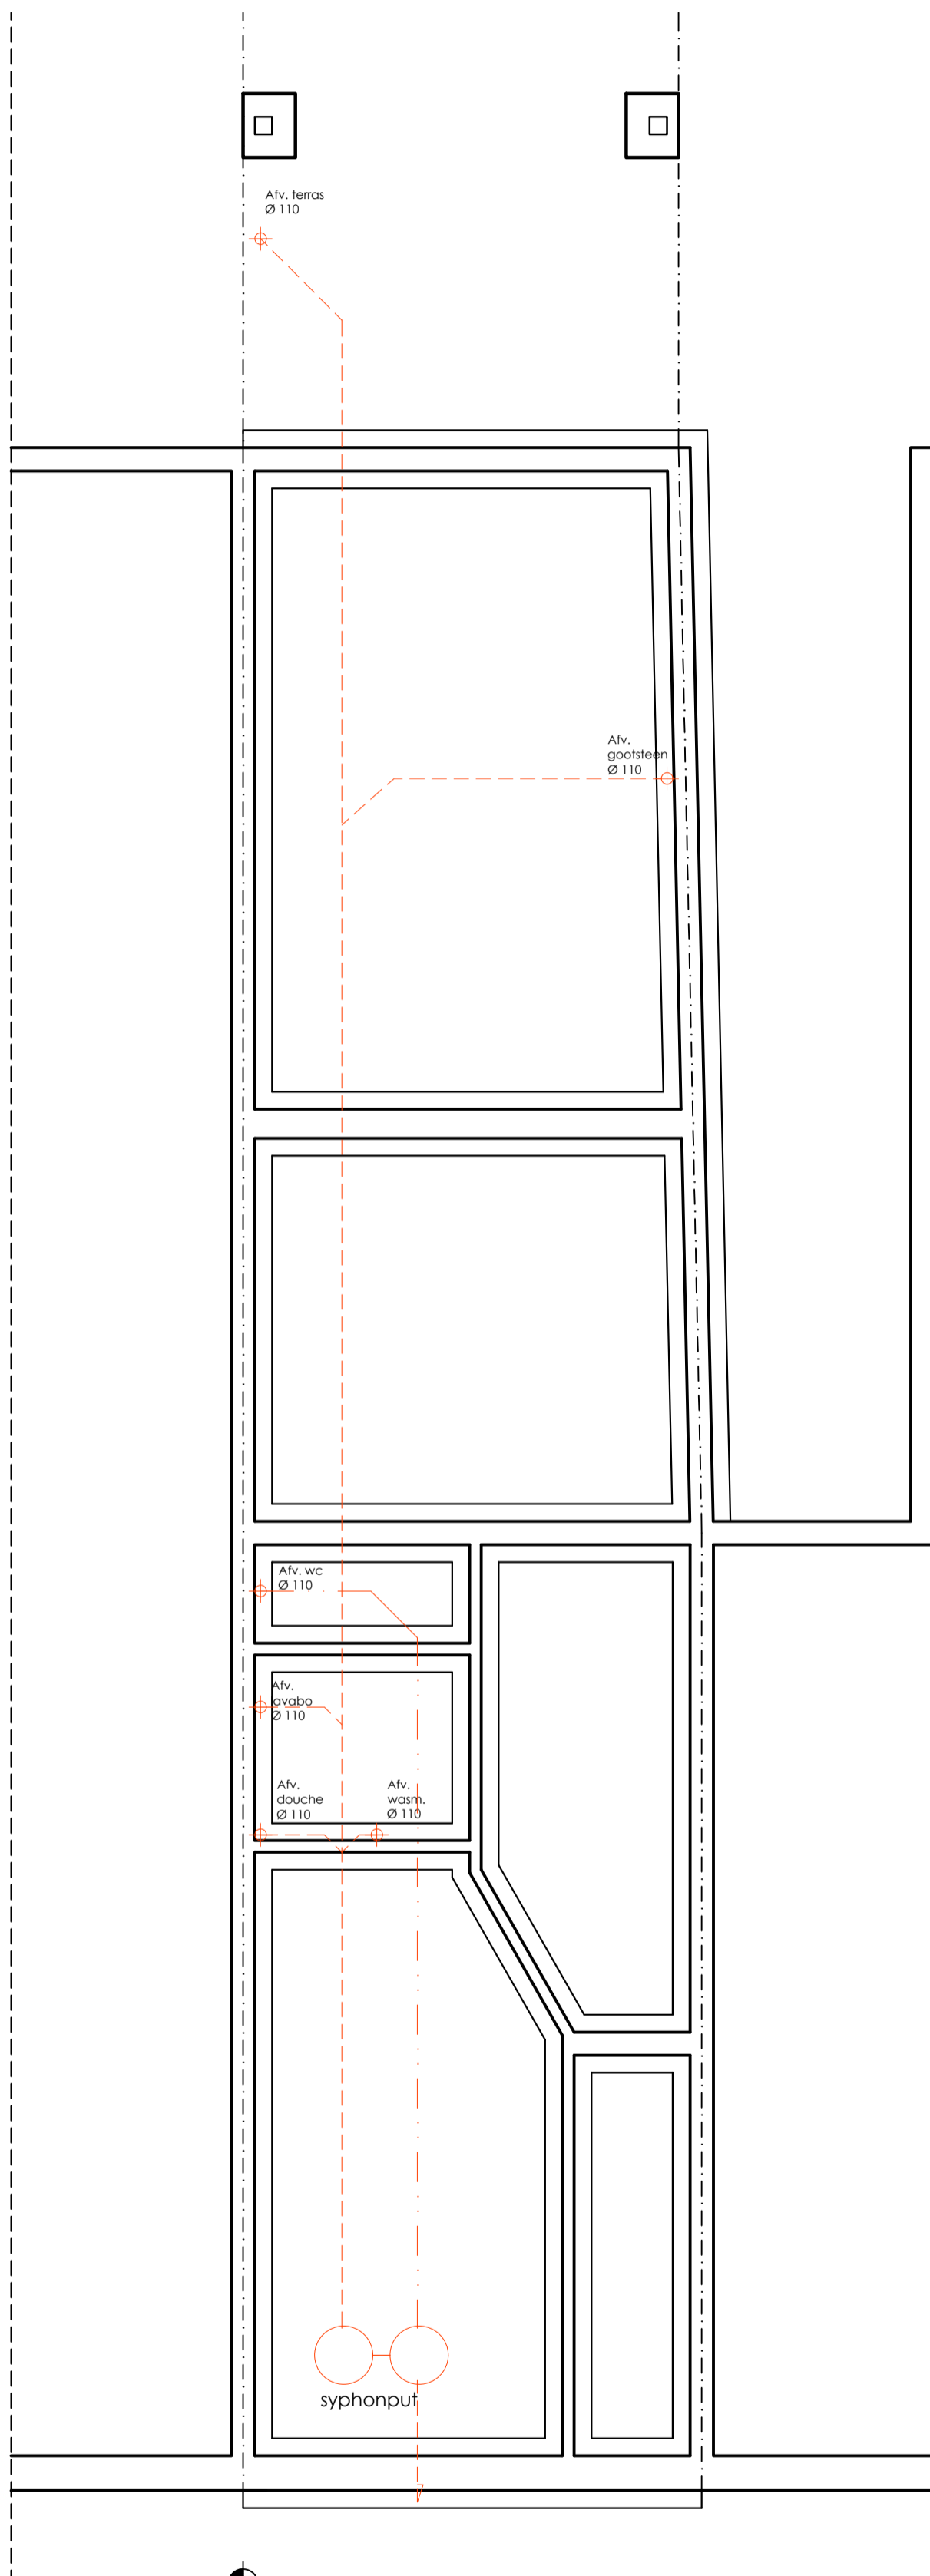 Afv. terras
Ø 110
Afv.
gootsteen
Ø 110
Afv. wc
Ø 110
Afv.
lavabo
Ø 110
Afv.
douche
Ø 110
Afv.
wasm.
Ø 110
syphonput